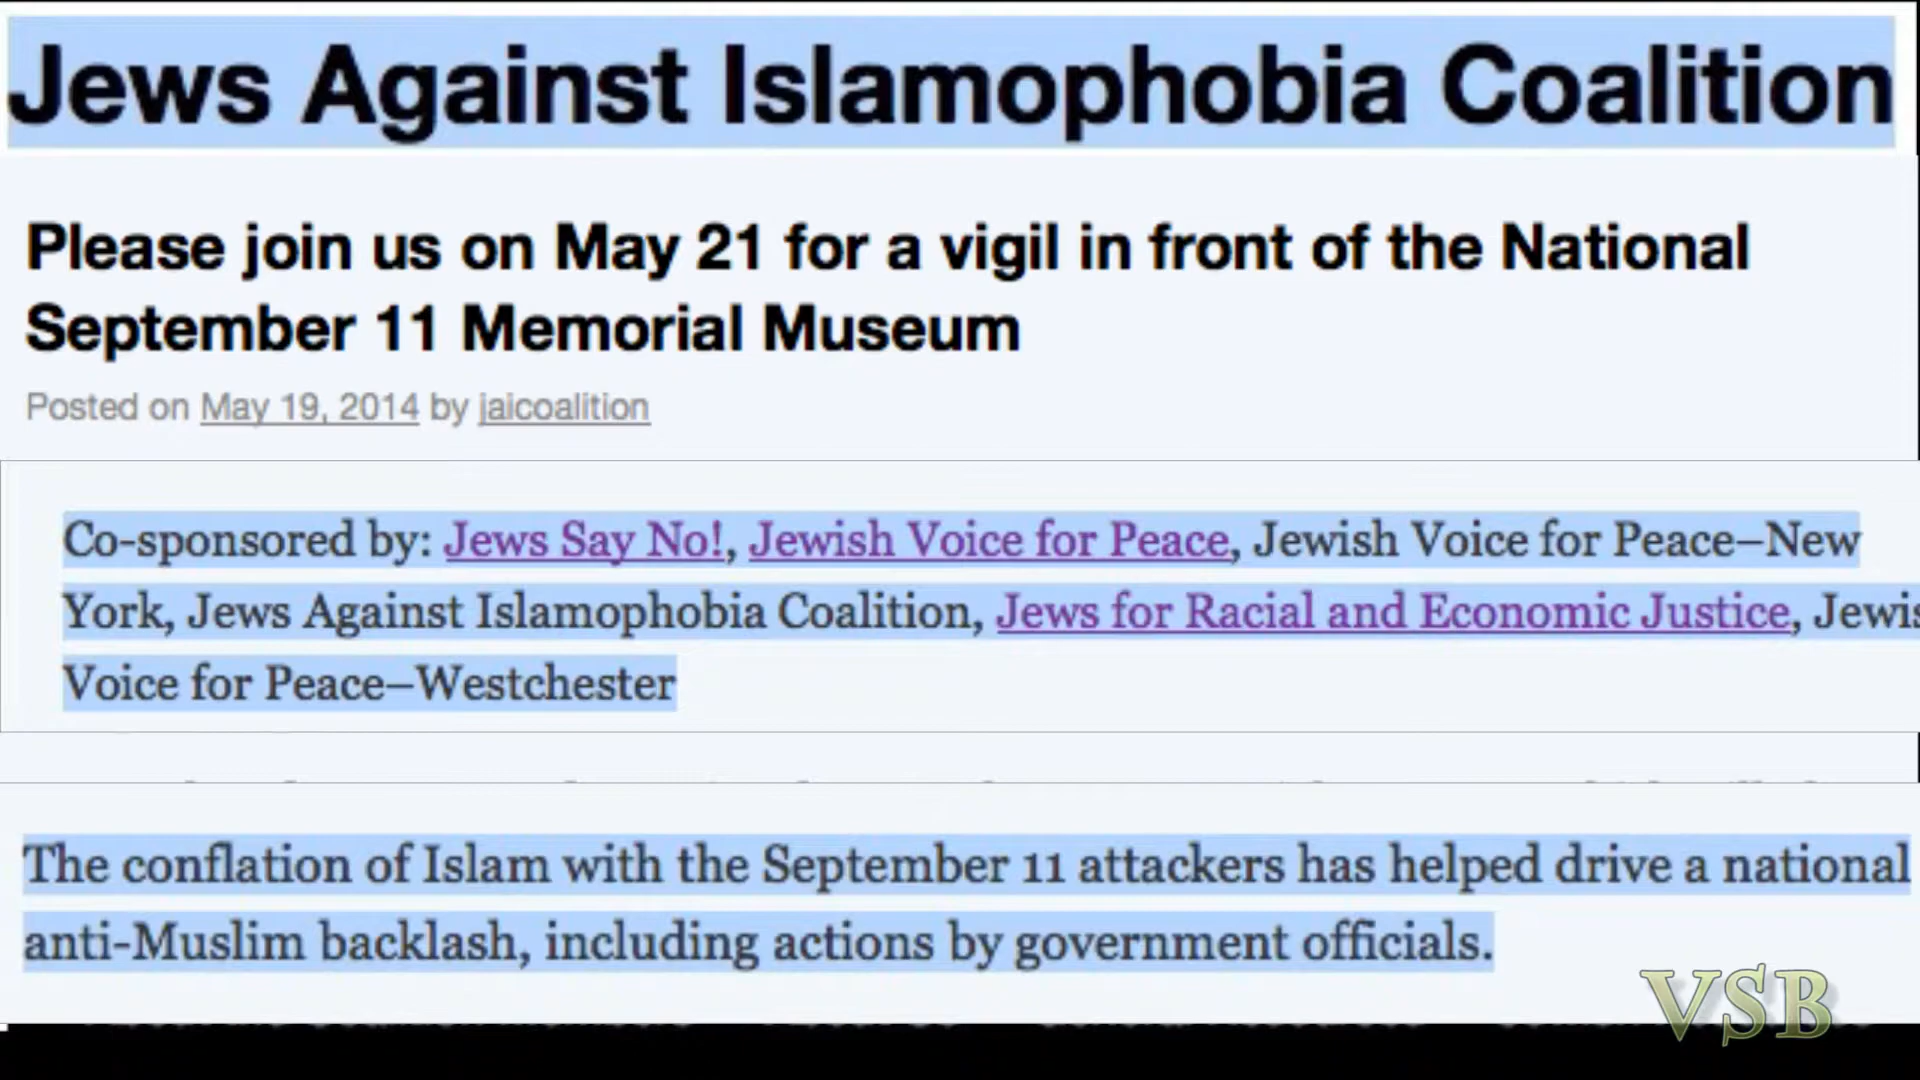 Jews Against Islamophobia Coalition
Please join us on May 21 for a vigil in front of the National
September 11 Memorial Museum
Posted on May 19, 2014 by jaicoalition
Co-sponsored by: Jews Say No!, Jewish Voice for Peace, Jewish Voice for Peace–New
York, Jews Against Islamophobia Coalition, Jews for Racial and Economic Justice, Jewis
Voice for Peace–Westchester
The conflation of Islam with the September 11 attackers has helped drive a national
anti-Muslim backlash, including actions by government officials.
VSB